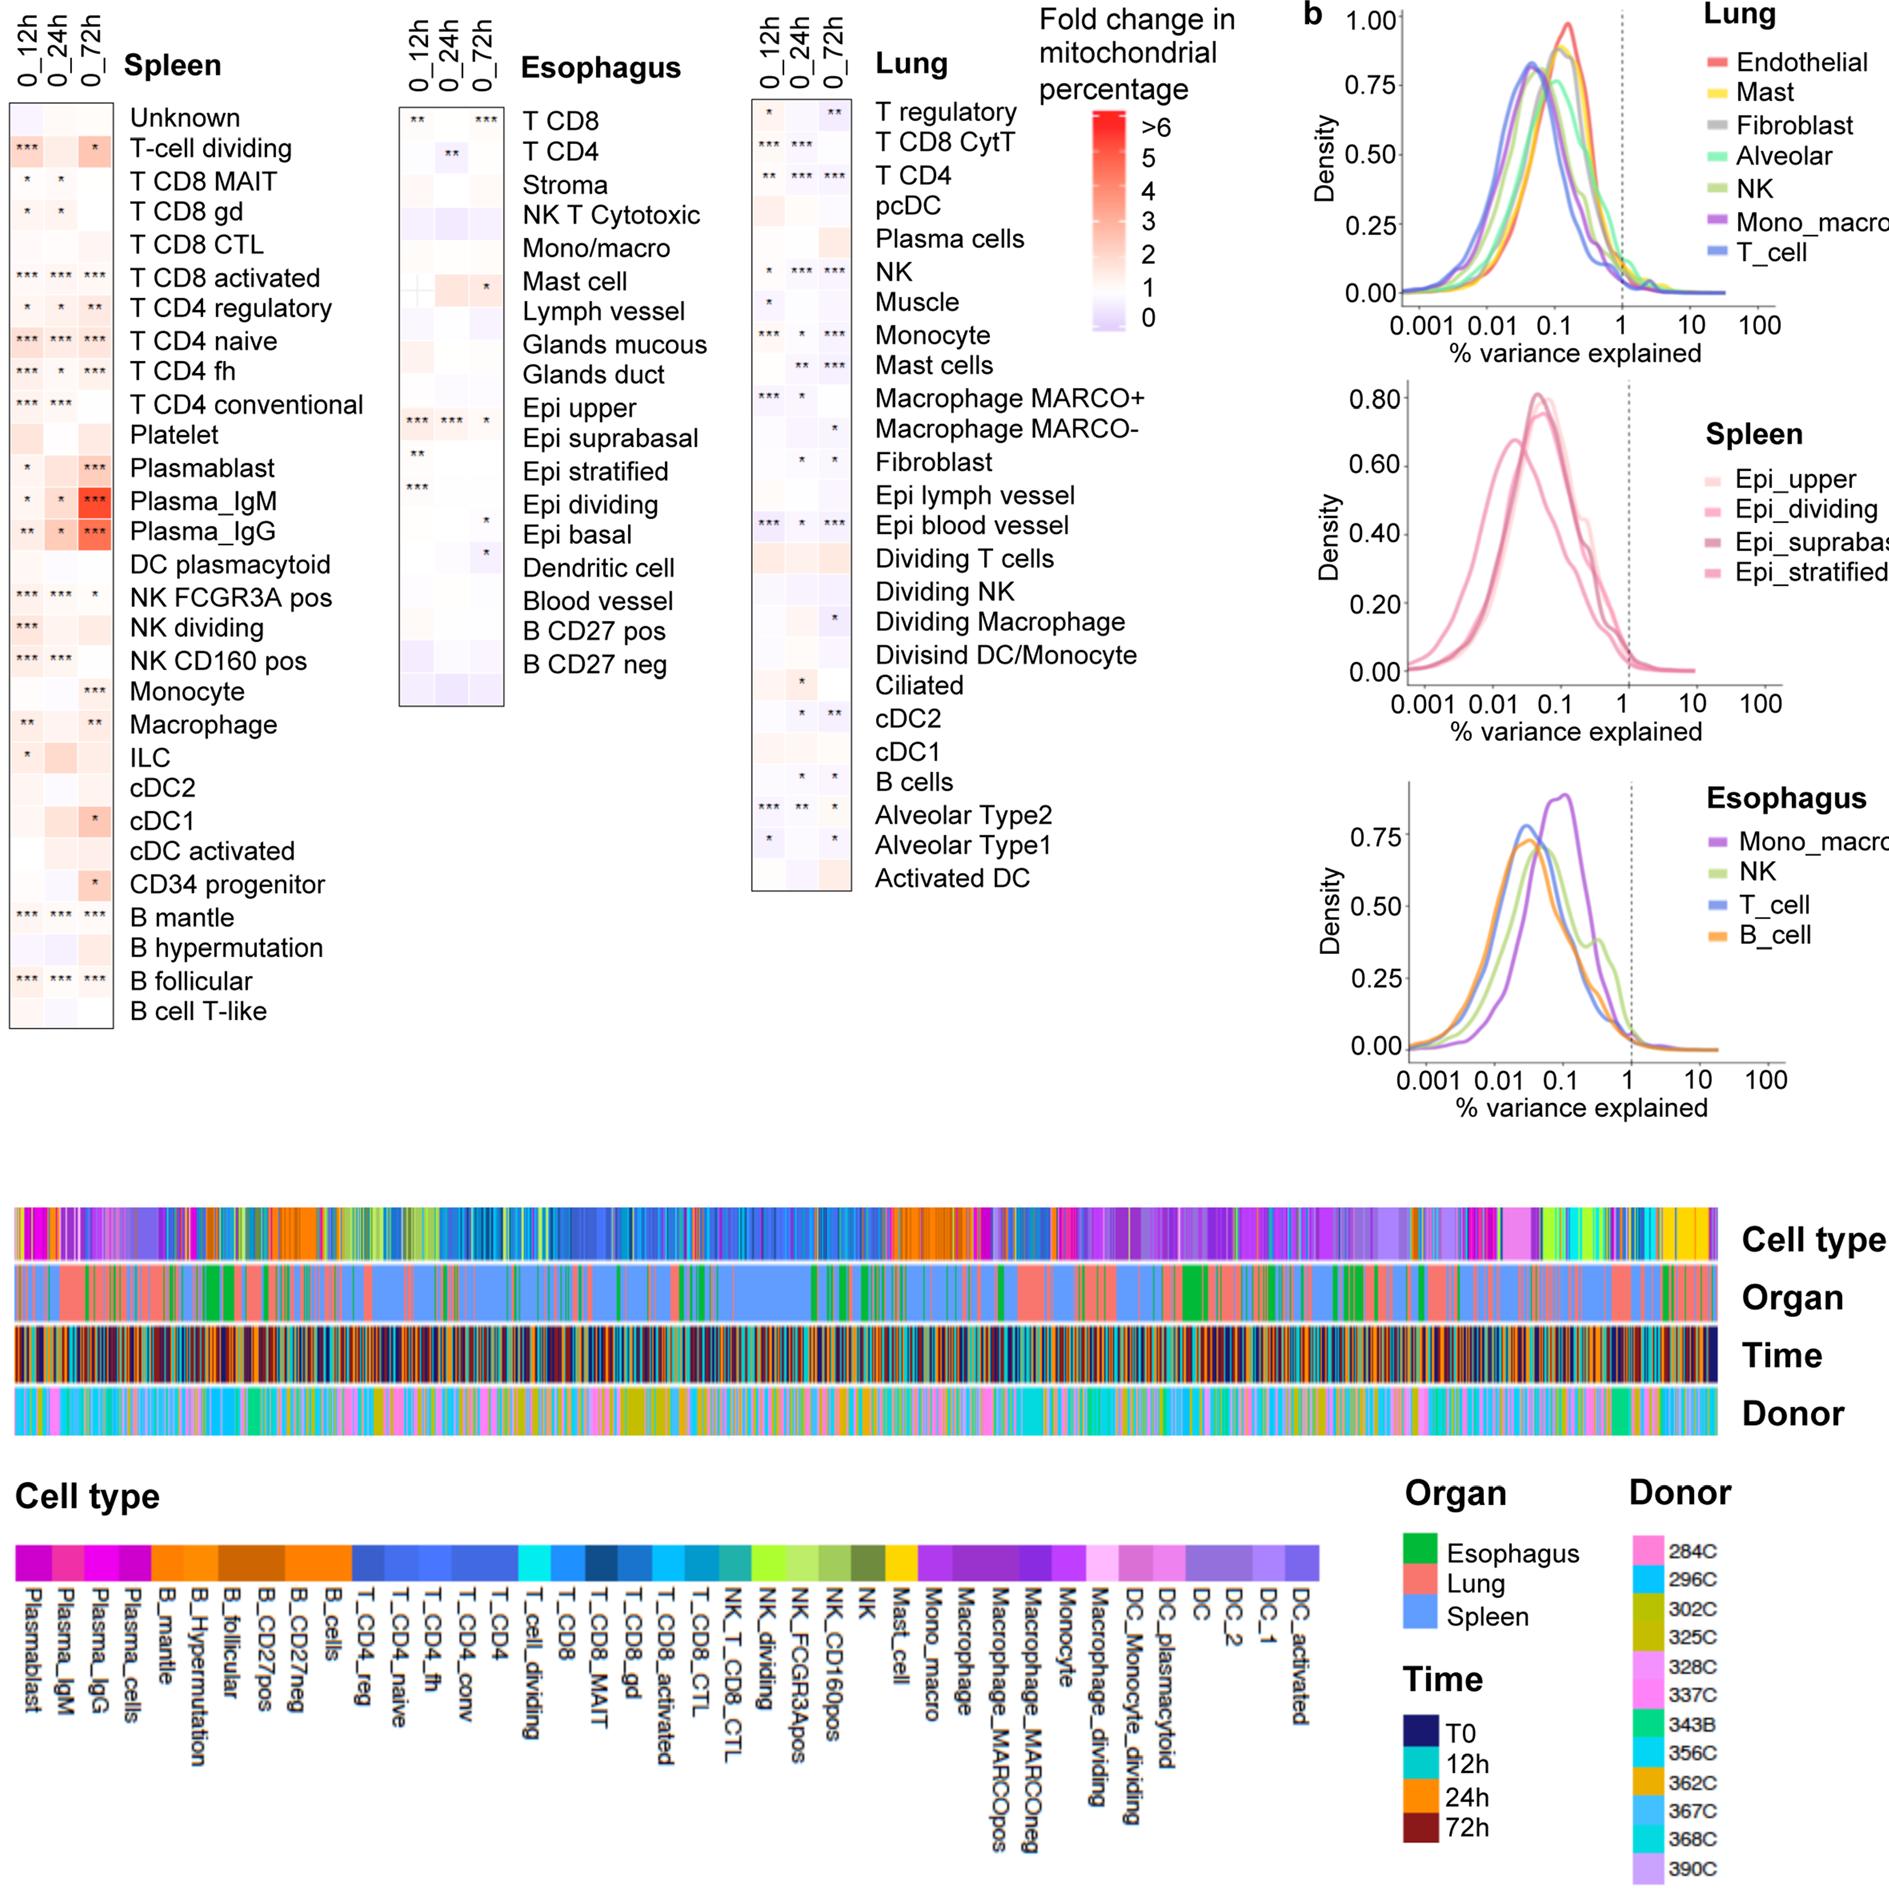 0_12h
0_24h
0_72h
Spleen
Unknown
T-cell dividing
T CD8 MAIT
T CD8 gd
T CD8 CTL
T CD8 activated
T CD4 regulatory
T CD4 naive
T CD4 fh
T CD4 conventional
Platelet
Plasmablast
Plasma_IgM
Plasma_IgG
DC plasmacytoid
NK FCGR3A pos
NK dividing
NK CD160 pos
Monocyte
Macrophage
ILC
cDC2
cDC1
cDC activated
CD34 progenitor
B mantle
B hypermutation
B follicular
B cell T-like
0_12h
0_24h
0_72h
Esophagus
T CD8
T CD4
Stroma
NK T Cytotoxic
Mono/macro
Mast cell
Lymph vessel
Glands mucous
Glands duct
Epi upper
Epi suprabasal
Epi stratified
Epi dividing
Epi basal
Dendritic cell
Blood vessel
B CD27 pos
B CD27 neg
0_12h
0_24h
0_72h
Lung
T regulatory
T CD8 CytT
T CD4
pcDC
Plasma cells
NK
Muscle
Monocyte
Mast cells
Macrophage MARCO+
Macrophage MARCO-
Fibroblast
Epi lymph vessel
Epi blood vessel
Dividing T cells
Dividing NK
Dividing Macrophage
Divisind DC/Monocyte
Ciliated
cDC2
cDC1
B cells
Alveolar Type2
Alveolar Type1
Activated DC
Fold change in
mitochondrial
percentage
>6
5
4
3
2
1
0
b
Lung
Density
1.00
0.75
0.50
0.25
0.00
0.001 0.01 0.1 1 10 100
% variance explained
Endothelial
Mast
Fibroblast
Alveolar
NK
Mono_macro
T_cell
Spleen
Density
0.80
0.60
0.40
0.20
0.00
0.001 0.01 0.1 1 10 100
% variance explained
Epi_upper
Epi_dividing
Epi_suprabas
Epi_stratified
Esophagus
Density
0.75
0.50
0.25
0.00
0.001 0.01 0.1 1 10 100
% variance explained
Mono_macro
NK
T_cell
B_cell
Cell type
Organ
Time
Donor
Cell type
Plasmablast
Plasma_IgM
Plasma_IgG
Plasma_cells
B_mantle
B_Hypermutation
B_follicular
B_CD27pos
B_CD27neg
B_cells
T_CD4_reg
T_CD4_naive
T_CD4_fh
T_CD4_conv
T_CD4
T_cell_dividing
T_CD8
T_CD8_MAIT
T_CD8_gd
T_CD8_activated
T_CD8_CTL
NK_T_CD8_CTL
NK_dividing
NK_FCGR3Apos
NK_CD160pos
NK
Mast_cell
Mono_macro
Macrophage
Macrophage_MARCOpos
Macrophage_MARCOneg
Monocyte
Macrophage_dividing
DC_Monocyte_dividing
DC_plasmacytoid
DC
DC_2
DC_1
DC_activated
Organ
Esophagus
Lung
Spleen
Time
T0
12h
24h
72h
Donor
284C
296C
302C
325C
328C
337C
343B
356C
362C
367C
368C
390C